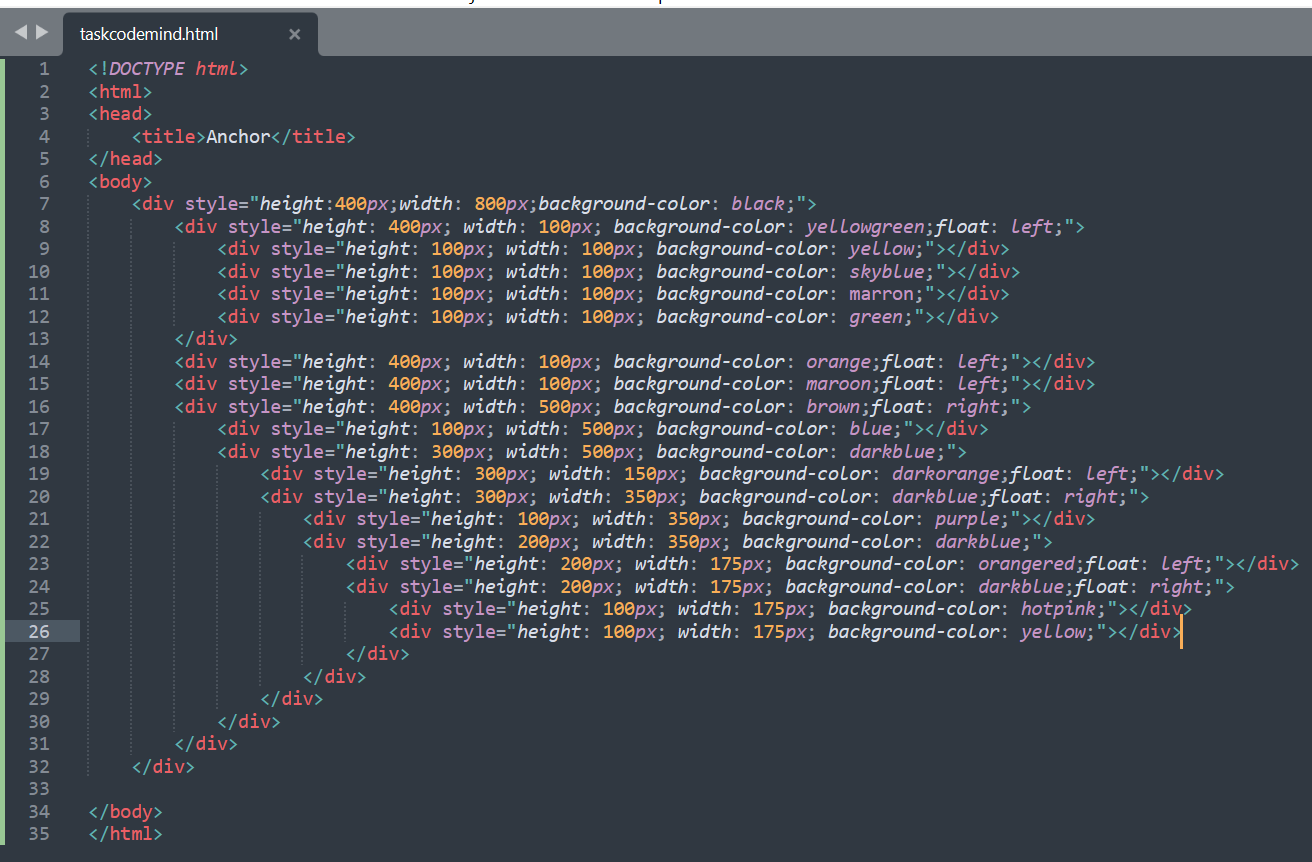 taskcodemind.html ×
1 <!DOCTYPE html>
2 <html>
3 <head>
4 <title>Anchor</title>
5 </head>
6 <body>
7 <div style="height:400px;width: 800px;background-color: black;">
8 <div style="height: 400px; width: 100px; background-color: yellowgreen;float: left;">
9 <div style="height: 100px; width: 100px; background-color: yellow;"></div>
10 <div style="height: 100px; width: 100px; background-color: skyblue;"></div>
11 <div style="height: 100px; width: 100px; background-color: marron;"></div>
12 <div style="height: 100px; width: 100px; background-color: green;"></div>
13 </div>
14 <div style="height: 400px; width: 100px; background-color: orange;float: left;"></div>
15 <div style="height: 400px; width: 100px; background-color: maroon;float: left;"></div>
16 <div style="height: 400px; width: 500px; background-color: brown;float: right;">
17 <div style="height: 100px; width: 500px; background-color: blue;"></div>
18 <div style="height: 300px; width: 500px; background-color: darkblue;">
19 <div style="height: 300px; width: 150px; background-color: darkorange;float: left;"></div>
20 <div style="height: 300px; width: 350px; background-color: darkblue;float: right;">
21 <div style="height: 100px; width: 350px; background-color: purple;"></div>
22 <div style="height: 200px; width: 350px; background-color: darkblue;">
23 <div style="height: 200px; width: 175px; background-color: orangered;float: left;"></div>
24 <div style="height: 200px; width: 175px; background-color: darkblue;float: right;">
25 <div style="height: 100px; width: 175px; background-color: hotpink;"></div>
26 <div style="height: 100px; width: 175px; background-color: yellow;"></div>
27 </div>
28 </div>
29 </div>
30 </div>
31 </div>
32 </div>
33
34 </body>
35 </html>